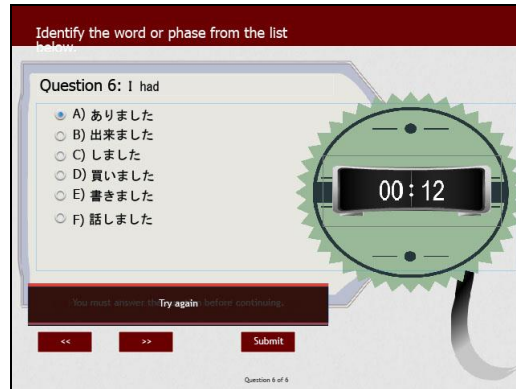 Identify the word or phase from the list
below.
Question 6: I had
A) ありました
B) 出来ました
C) しました
D) 買いました
E) 書きました
F) 話しました
00:12
You must answer the before continuing.
Try again
<<
>>
Submit
Question 6 of 6